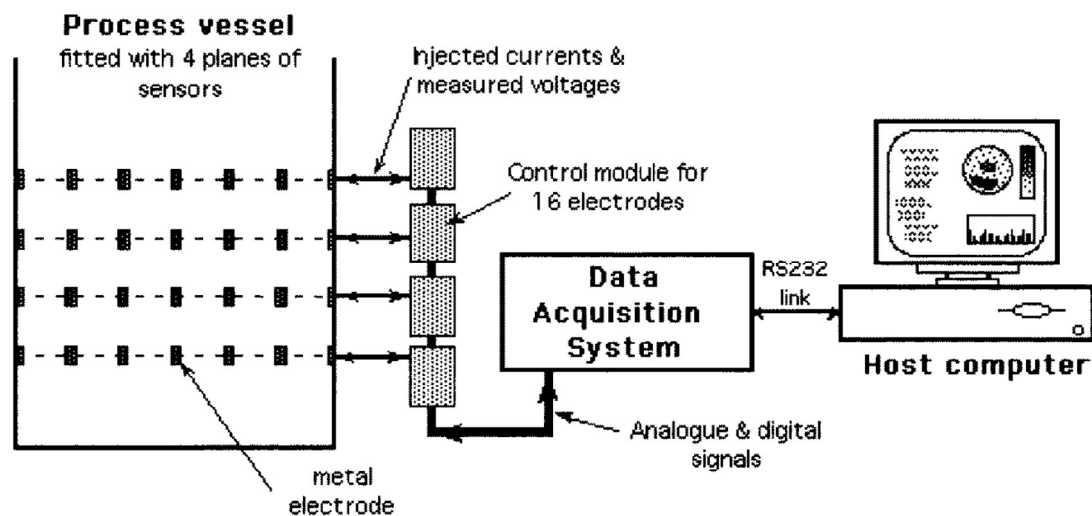 Process vessel
fitted with 4 planes of
sensors
Injected currents &
measured voltages
Control module for
16 electrodes
Data
Acquisition
System
RS232
link
Host computer
Analogue & digital
signals
metal
electrode